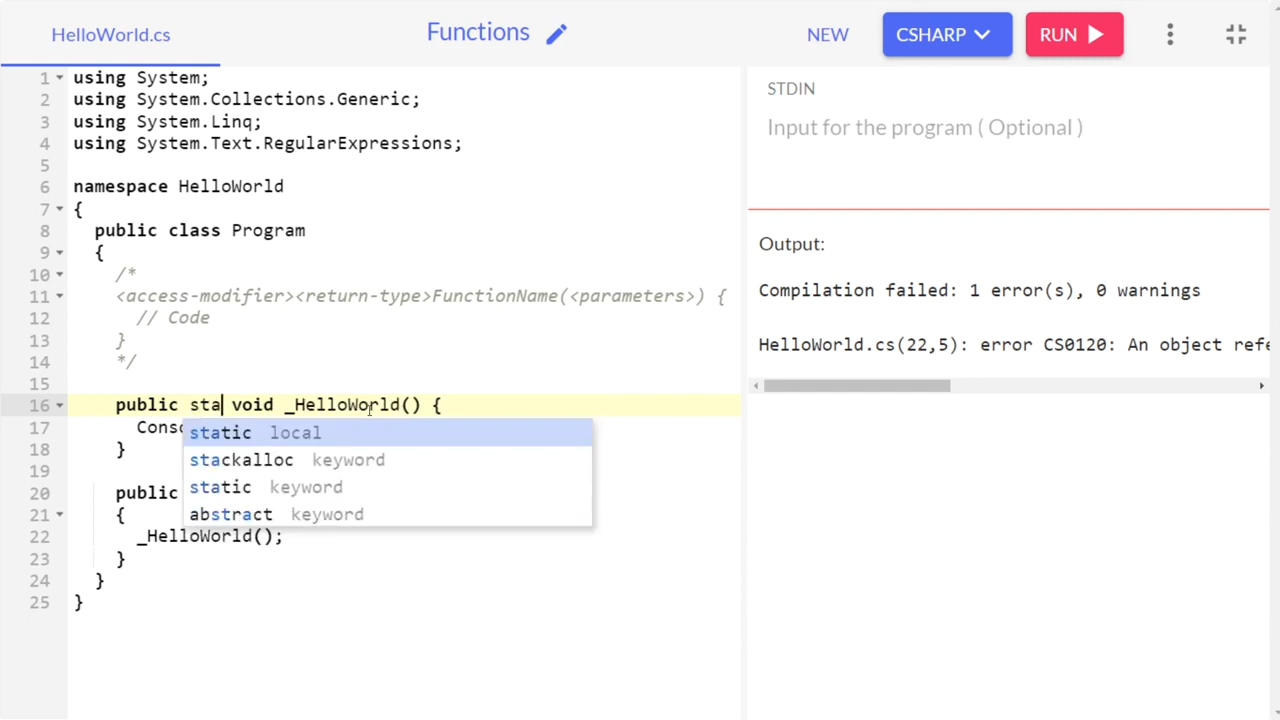 HelloWorld.cs
Functions
NEW
CSHARP
RUN
1 using System;
2 using System.Collections.Generic;
3 using System.Linq;
4 using System.Text.RegularExpressions;
5
6 namespace HelloWorld
7 {
8 public class Program
9 {
10 /*
11 <access-modifier><return-type>FunctionName(<parameters>) {
12 // Code
13 }
14 */
15
16 public sta void _HelloWorld() {
17 Conso
static local
18 }
stackalloc keyword
19
static keyword
20 public
abstract keyword
21 {
22 _HelloWorld();
23 }
24 }
25 }
STDIN
Input for the program ( Optional )
Output:
Compilation failed: 1 error(s), 0 warnings
HelloWorld.cs(22,5): error CS0120: An object refe